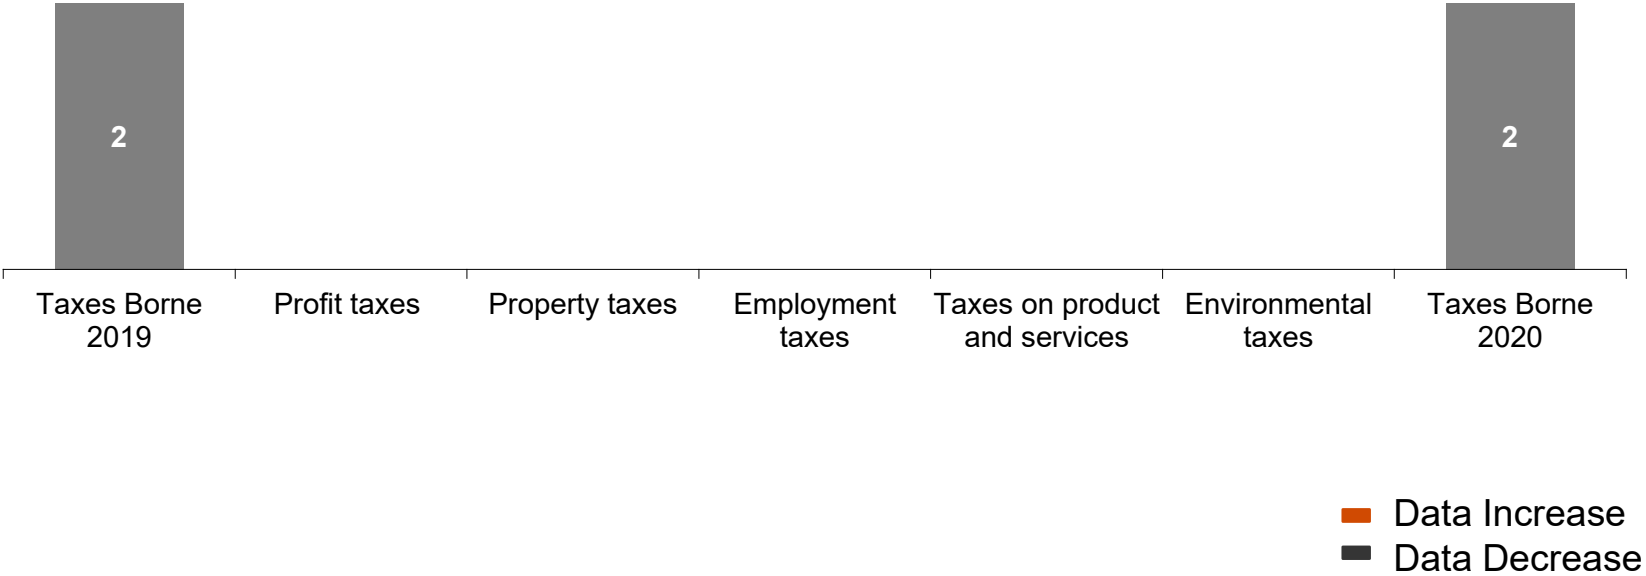 2
2
Taxes Borne
2019
Profit taxes
Property taxes
Employment
taxes
Taxes on product
and services
Environmental
taxes
Taxes Borne
2020
Data Increase
Data Decrease